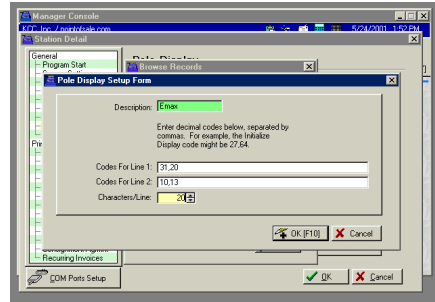 Manager Console
KCC, Inc. / pointofsale.com
5/24/2001 1:52 PM
Station Detail
General
Program Start
Pole Display
Browse Records
Pole Display Setup Form
Description: Emax
Enter decimal codes below, separated by
commas. For example, the Initialize
Display code might be 27,64.
Codes For Line 1: 31,20
Codes For Line 2: 10,13
Characters/Line: 20
OK [F10]
Cancel
Recurring Invoices
COM Ports Setup
OK
Cancel